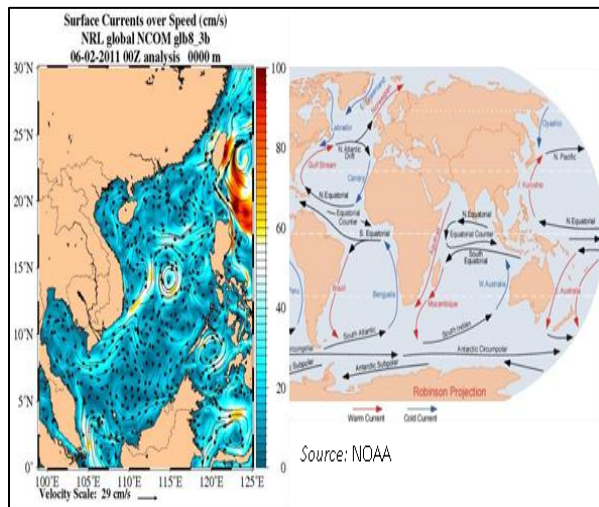 Surface Currents over Speed (cm/s)
NRL global NCOM glb8_3b
06-02-2011 00Z analysis 0000 m
30°N
25°N
20°N
15°N
10°N
5°N
0°
100°E 105°E 110°E 115°E 120°E 125°E
Velocity Scale: 29 cm/s
100
80
60
40
20
0
E. Greenland
Norwegian
Labrador
N. Atlantic
Drift
Gulf Stream
Canary
N. Equatorial
Equatorial
Counter
S. Equatorial
Peru
Brazil
Benguela
South Atlantic
Subpolar
Antarctic Subpolar
Antarctic Circumpolar
Mozambique
South Indian
N. Equatorial
Equatorial Counter
South
Equatorial
W. Australia
Oyashio
N. Pacific
Kuroshio
N. Equatorial
E. Australia
Robinson Projection
Warm Current Cold Current
Source: NOAA